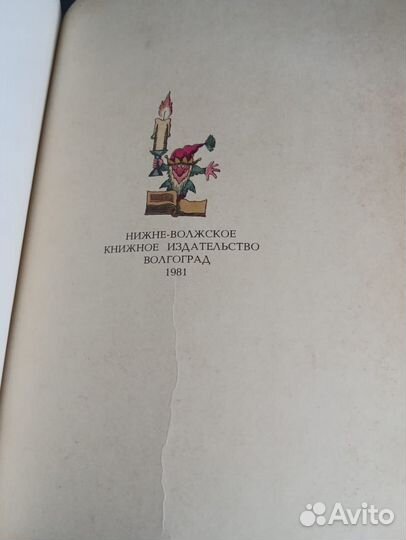 НИЖНЕ-ВОЛЖСКОЕ
КНИЖНОЕ ИЗДАТЕЛЬСТВО
ВОЛГОГРАД
1981
Avito